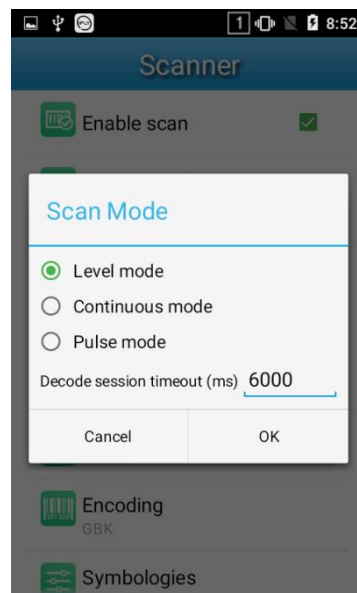 1
8:52
Scanner
Enable scan
Scan Mode
Level mode
Continuous mode
Pulse mode
Decode session timeout (ms) 6000
Cancel OK
Encoding
GBK
Symbologies